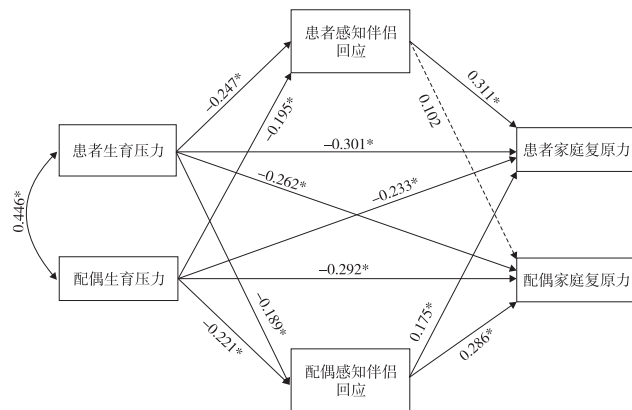 患者感知伴侣
回应
-0.247*
-0.195*
0.311*
0.102
患者生育压力
-0.301*
患者家庭复原力
-0.262*
-0.233*
0.446*
配偶生育压力
-0.292*
配偶家庭复原力
-0.189*
-0.221*
0.175*
0.286*
配偶感知伴侣
回应